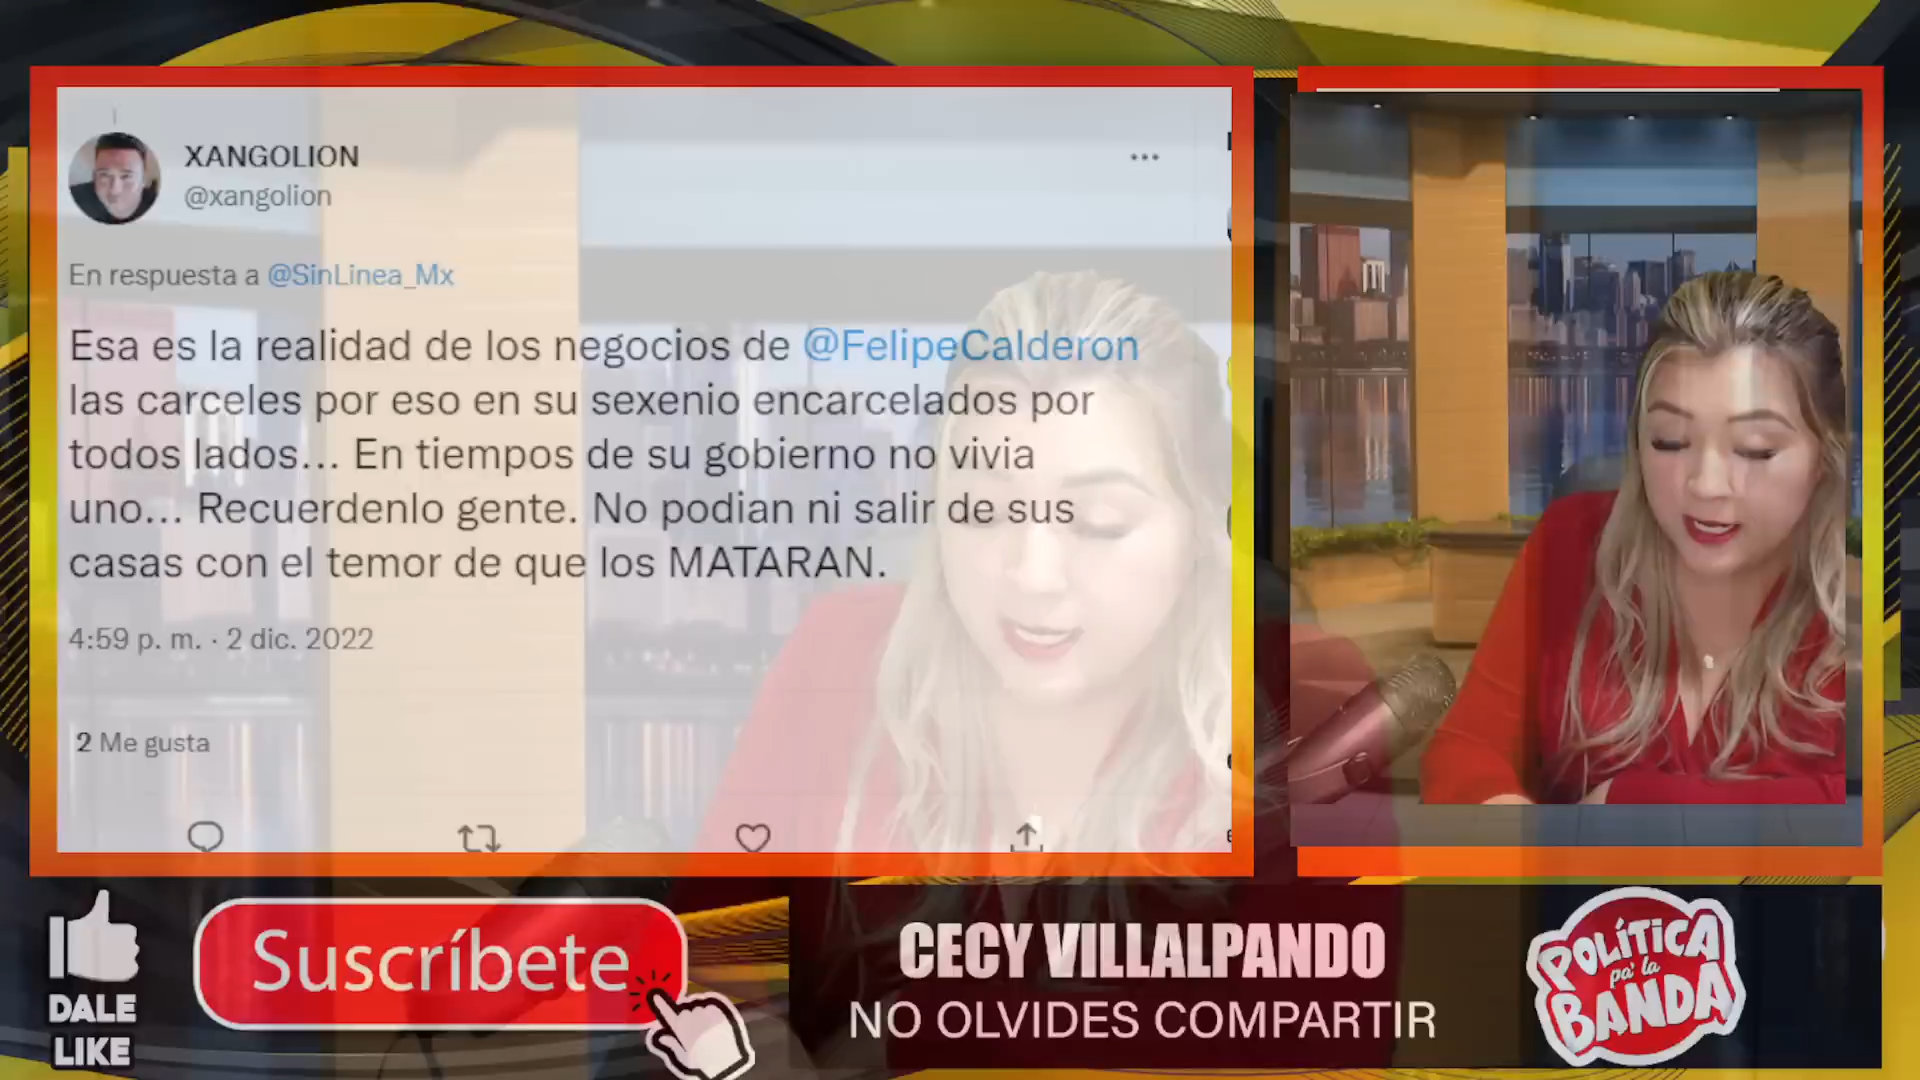 XANGOLION
@xangolion
En respuesta a @SinLinea_Mx
Esa es la realidad de los negocios de @FelipeCalderon
las carceles por eso en su sexenio encarcelados por
todos lados... En tiempos de su gobierno no vivia
uno... Recuerdenlo gente. No podian ni salir de sus
casas con el temor de que los MATARAN.
4:59 p. m. · 2 dic. 2022
2 Me gusta
DALE
LIKE
Suscríbete
CECY VILLALPANDO
NO OLVIDES COMPARTIR
POLÍTICA
pa' la
BANDA